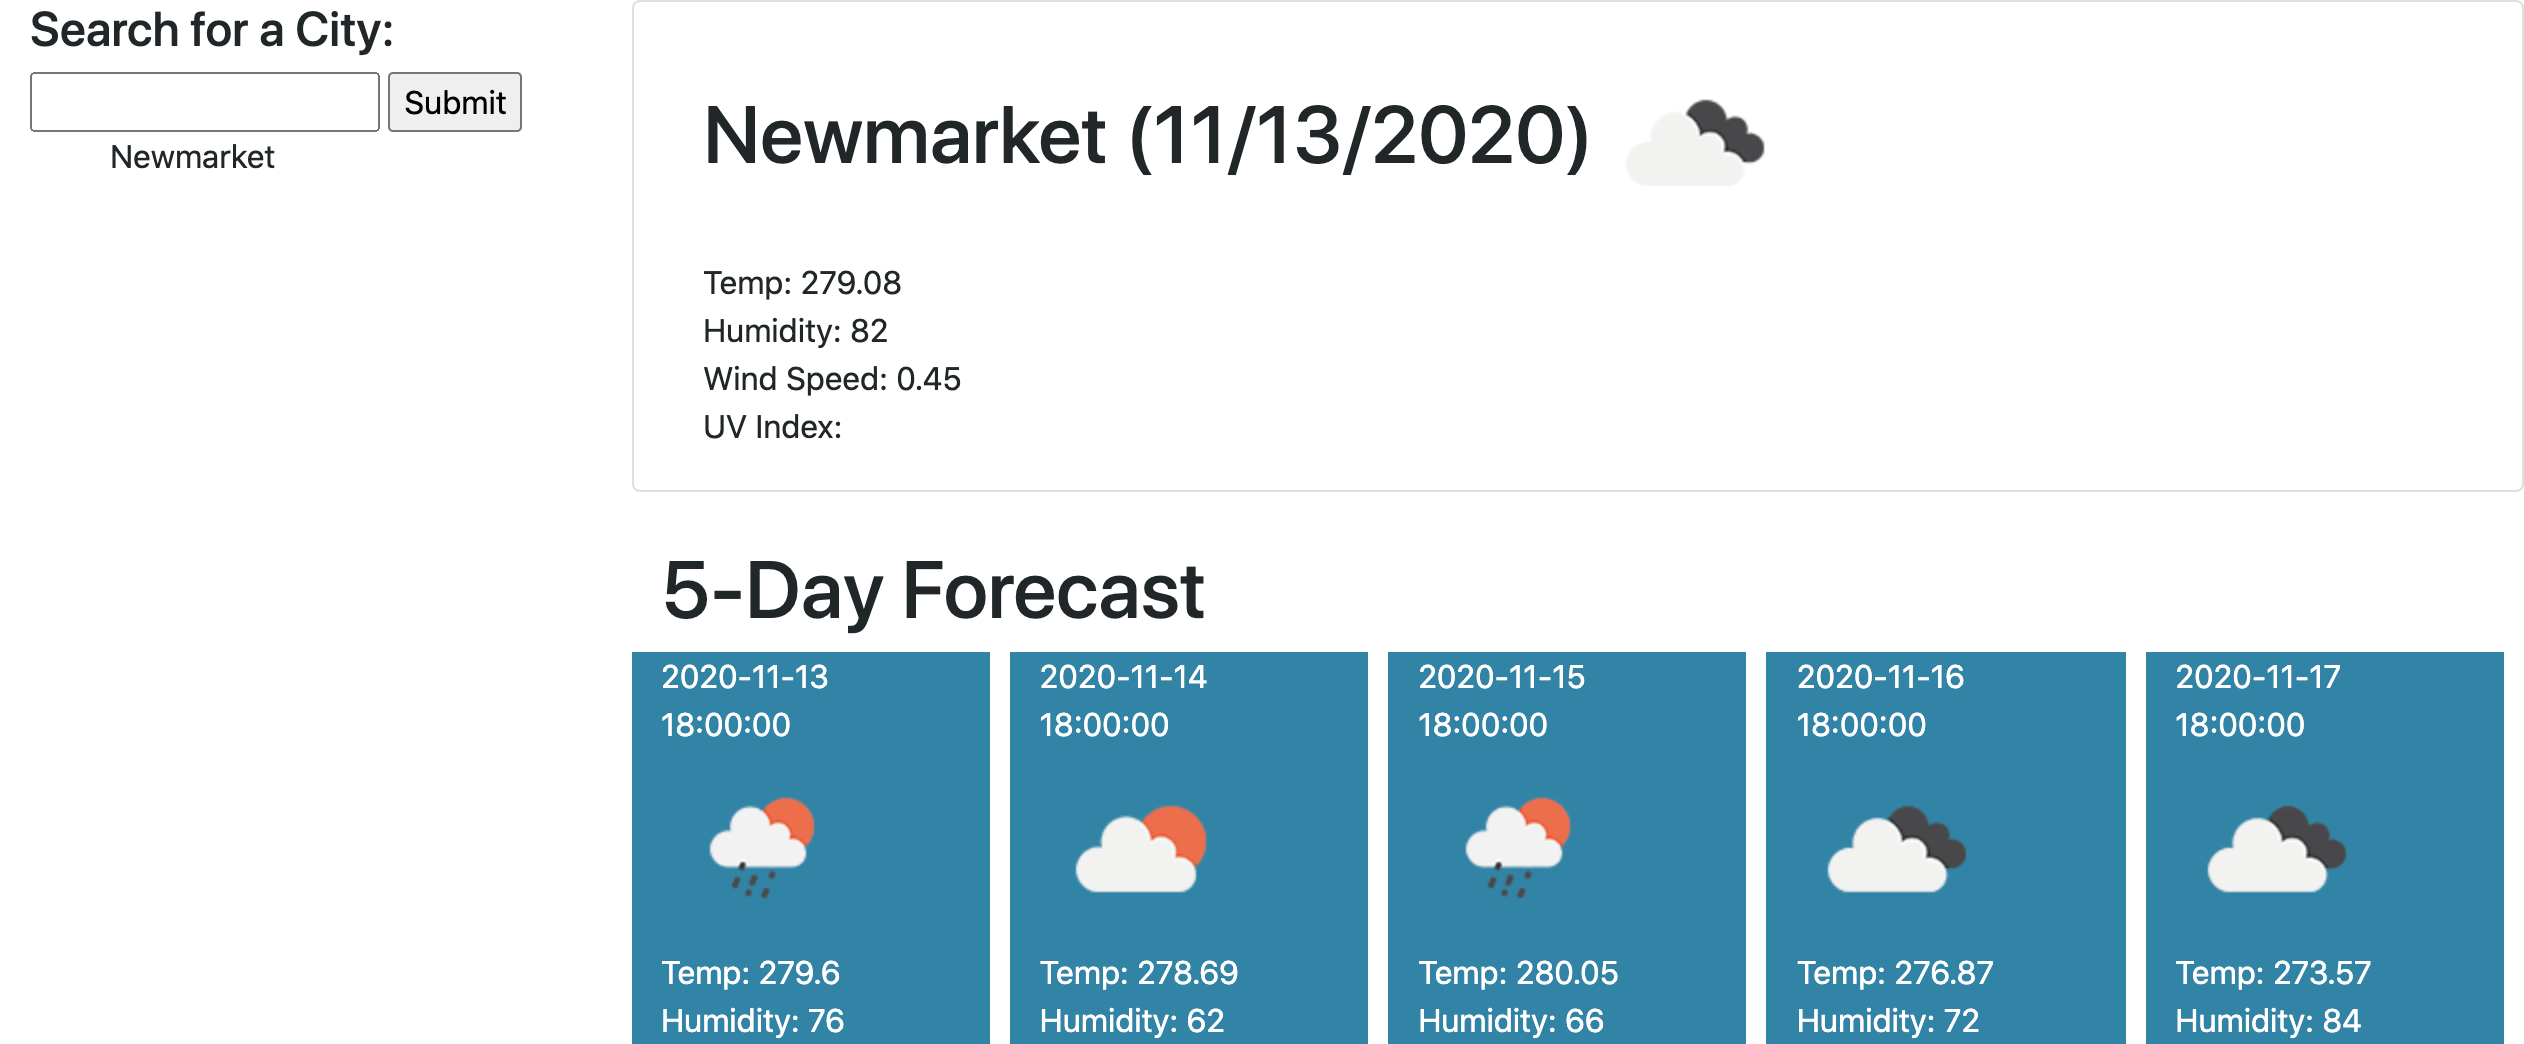 Search for a City:
Submit
Newmarket
Newmarket (11/13/2020)
Temp: 279.08
Humidity: 82
Wind Speed: 0.45
UV Index:
5-Day Forecast
2020-11-13
18:00:00
Temp: 279.6
Humidity: 76
2020-11-14
18:00:00
Temp: 278.69
Humidity: 62
2020-11-15
18:00:00
Temp: 280.05
Humidity: 66
2020-11-16
18:00:00
Temp: 276.87
Humidity: 72
2020-11-17
18:00:00
Temp: 273.57
Humidity: 84